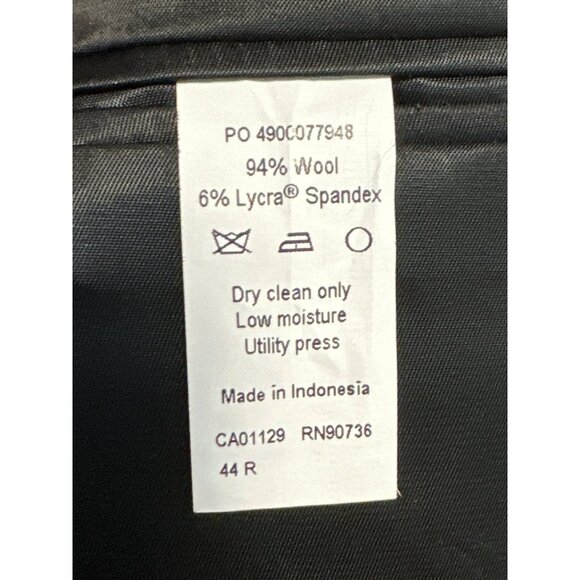 PO 4900077948
94% Wool
6% Lycra® Spandex
Dry clean only
Low moisture
Utility press
Made in Indonesia
CA01129 RN90736
44 R